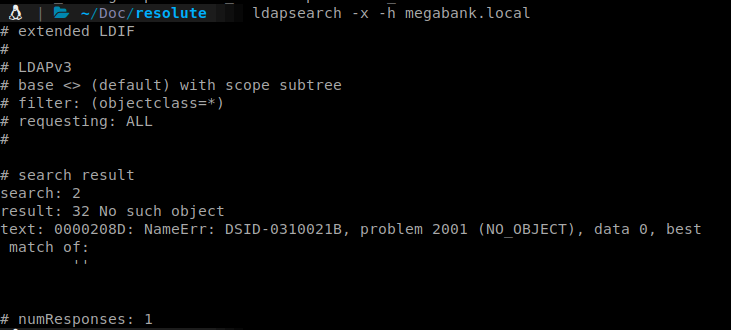 ~/Doc/resolute ldapsearch -x -h megabank.local
# extended LDIF
#
# LDAPv3
# base <> (default) with scope subtree
# filter: (objectclass=*)
# requesting: ALL
#
# search result
search: 2
result: 32 No such object
text: 0000208D: NameErr: DSID-0310021B, problem 2001 (NO_OBJECT), data 0, best
match of:
''
# numResponses: 1